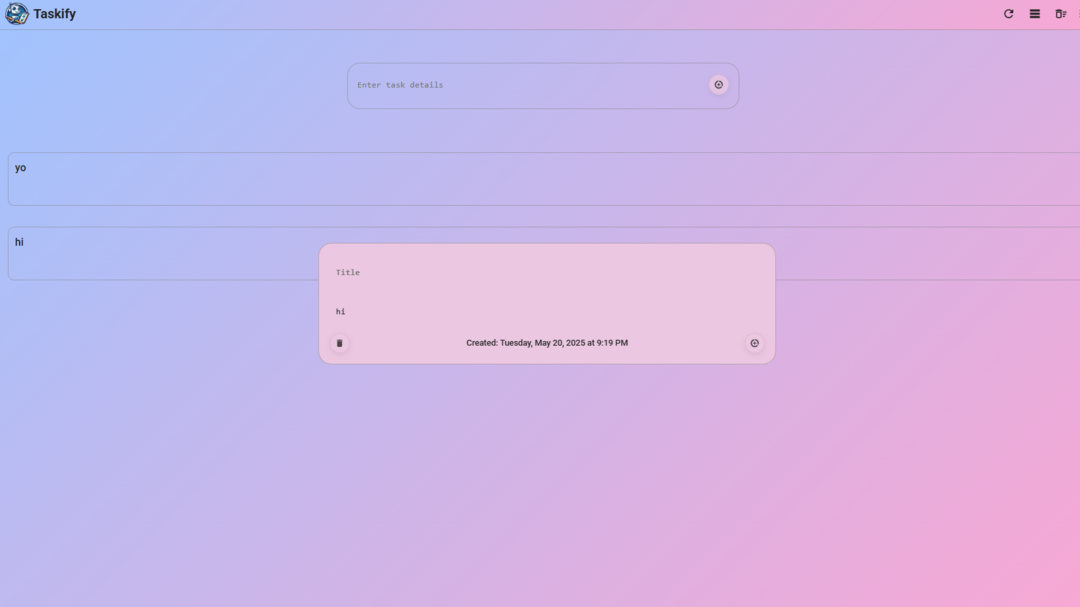 Taskify
Enter task details
yo
hi
Title
hi
Created: Tuesday, May 20, 2025 at 9:19 PM